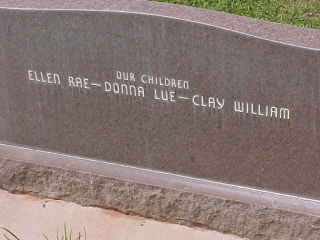 OUR CHILDREN
ELLEN RAE—DONNA LUE—CLAY WILLIAM